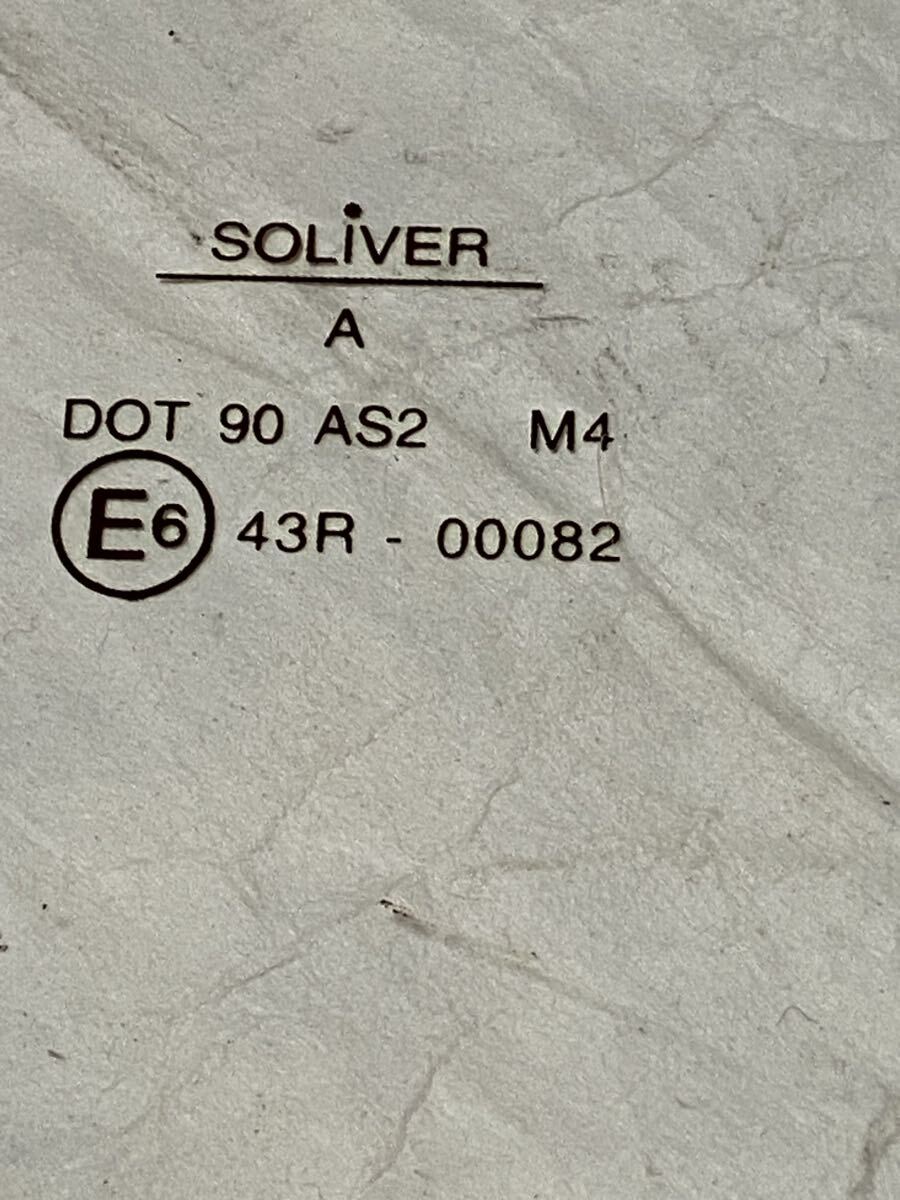 SOLiVER
A
DOT 90 AS2 M4
E6 43R - 00082